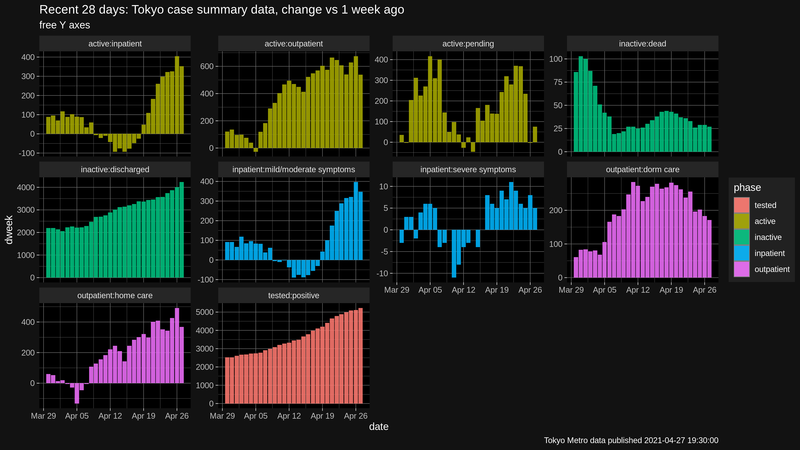 Recent 28 days: Tokyo case summary data, change vs 1 week ago
free Y axes
active:inpatient
active:outpatient
active:pending
inactive:dead
400
300
200
100
0
-100
600
400
200
0
400
300
200
100
0
100
75
50
25
0
inactive:discharged
inpatient:mild/moderate symptoms
inpatient:severe symptoms
outpatient:dorm care
4000
3000
2000
1000
0
400
300
200
100
0
-100
10
5
0
-5
-10
200
100
0
Mar 29 Apr 05 Apr 12 Apr 19 Apr 26
Mar 29 Apr 05 Apr 12 Apr 19 Apr 26
outpatient:home care
tested:positive
400
200
0
5000
4000
3000
2000
1000
0
Mar 29 Apr 05 Apr 12 Apr 19 Apr 26
Mar 29 Apr 05 Apr 12 Apr 19 Apr 26
dweek
date
phase
tested
active
inactive
inpatient
outpatient
Tokyo Metro data published 2021-04-27 19:30:00